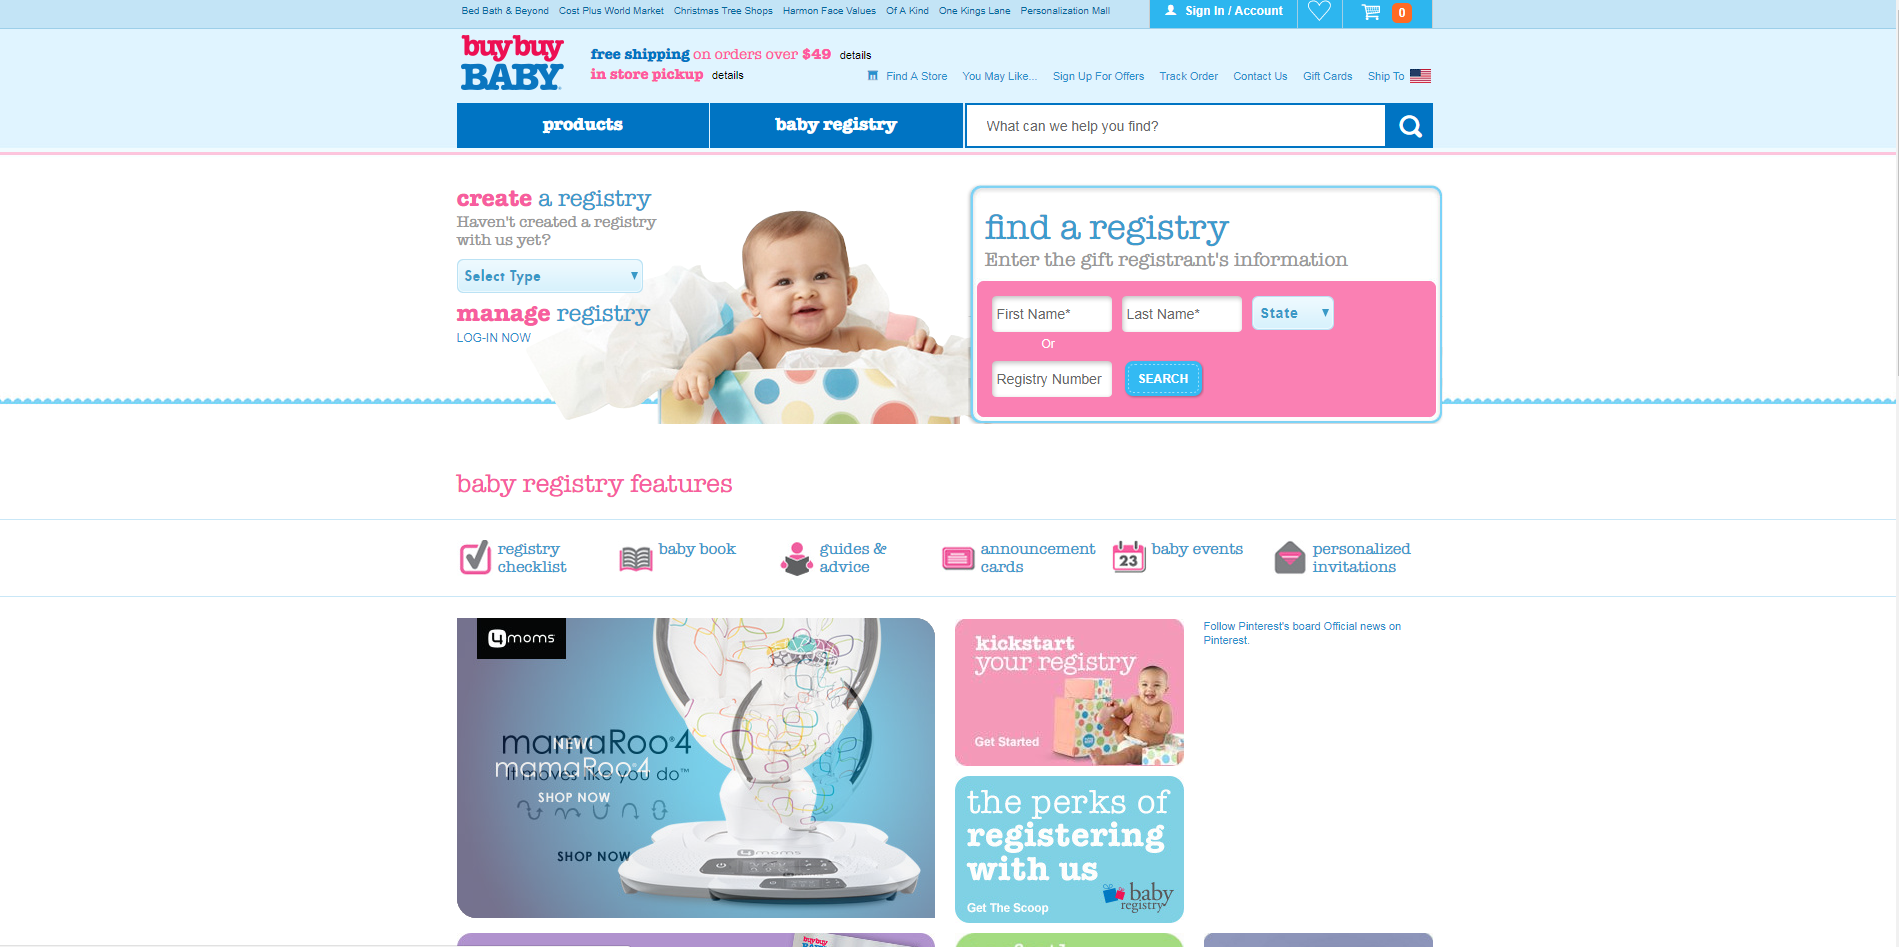 Bed Bath & Beyond Cost Plus World Market Christmas Tree Shops Harmon Face Values Of A Kind One Kings Lane Personalization Mall
Sign In / Account
0
buybuy
BABY
free shipping on orders over $49 details
in store pickup details
Find A Store You May Like... Sign Up For Offers Track Order Contact Us Gift Cards Ship To
products
baby registry
What can we help you find?
create a registry
Haven't created a registry
with us yet?
Select Type
manage registry
LOG-IN NOW
find a registry
Enter the gift registrant's information
First Name*
Last Name*
State
Or
Registry Number
SEARCH
baby registry features
registry
checklist
baby book
guides &
advice
announcement
cards
23
baby events
personalized
invitations
4moms
mamaRoo4
NEW!
mamaRoo4
it moves like you do™
SHOP NOW
SHOP NOW
4moms
kickstart
your registry
Get Started
the perks of
registering
with us
Get The Scoop
baby
registry
Follow Pinterest's board Official news on
Pinterest.
buybuy